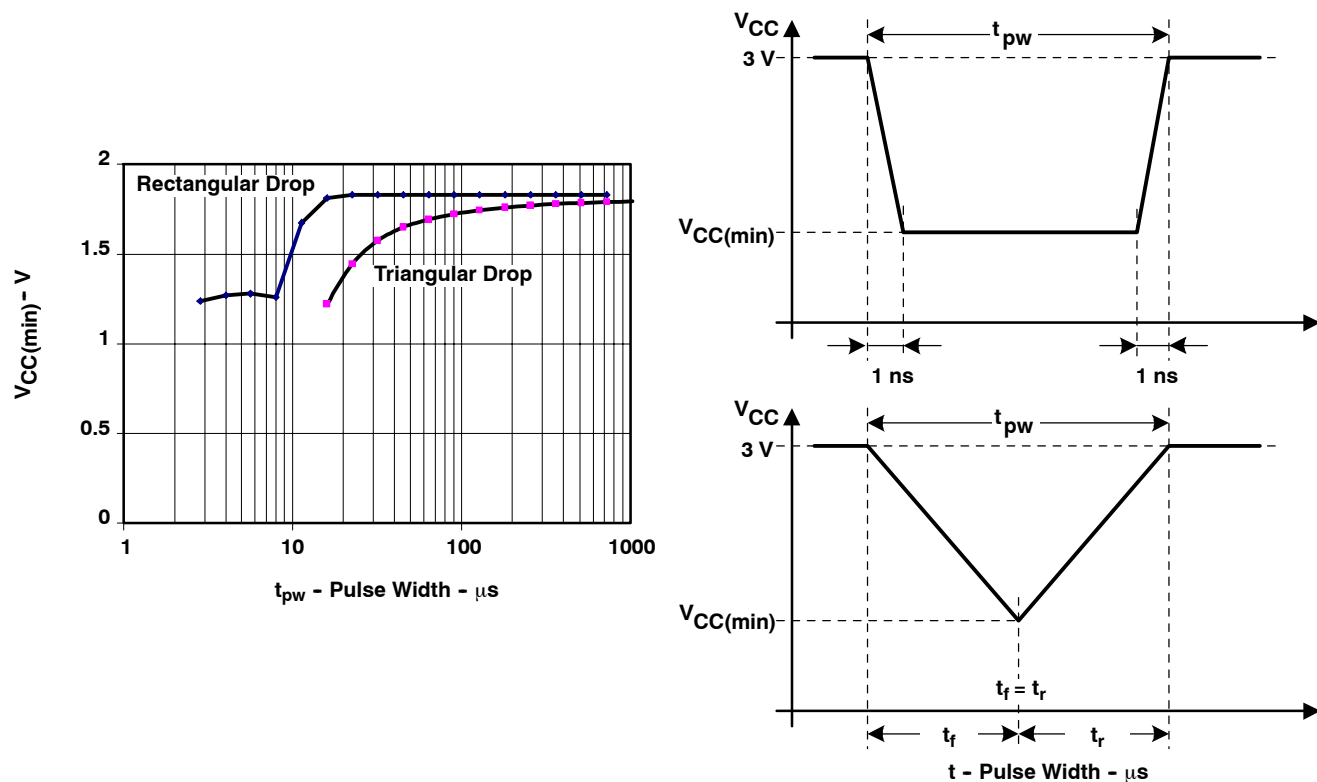 2
1.5
1
0.5
0
VCC(min) - V
Rectangular Drop
Triangular Drop
1
10
100
1000
tpw - Pulse Width - μs
VCC
3 V
tpw
VCC(min)
1 ns
1 ns
VCC
3 V
tpw
VCC(min)
tf = tr
tf
tr
t - Pulse Width - μs